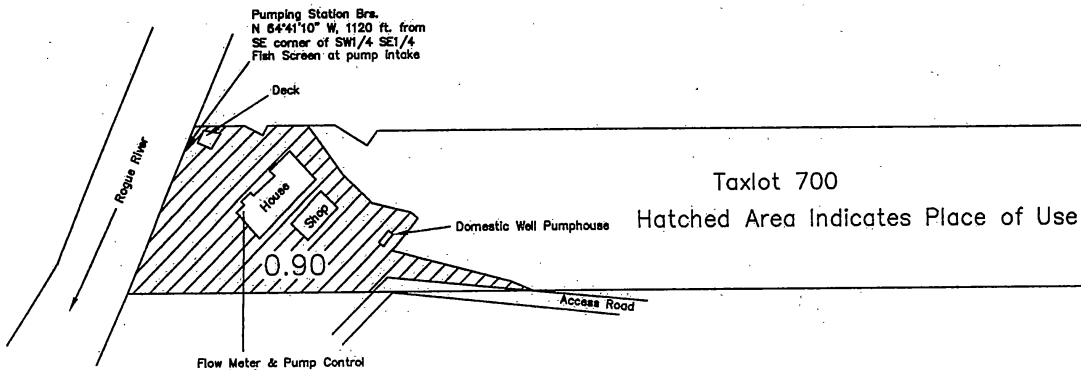 Pumping Station Brs.
N 64°41'10" W, 1120 ft. from
SE corner of SW1/4 SE1/4
Fish Screen at pump intake
Deck
Rogue River
House
Shop
0.90
Domestic Well Pumphouse
Taxlot 700
Hatched Area Indicates Place of Use
Access Road
Flow Meter & Pump Control